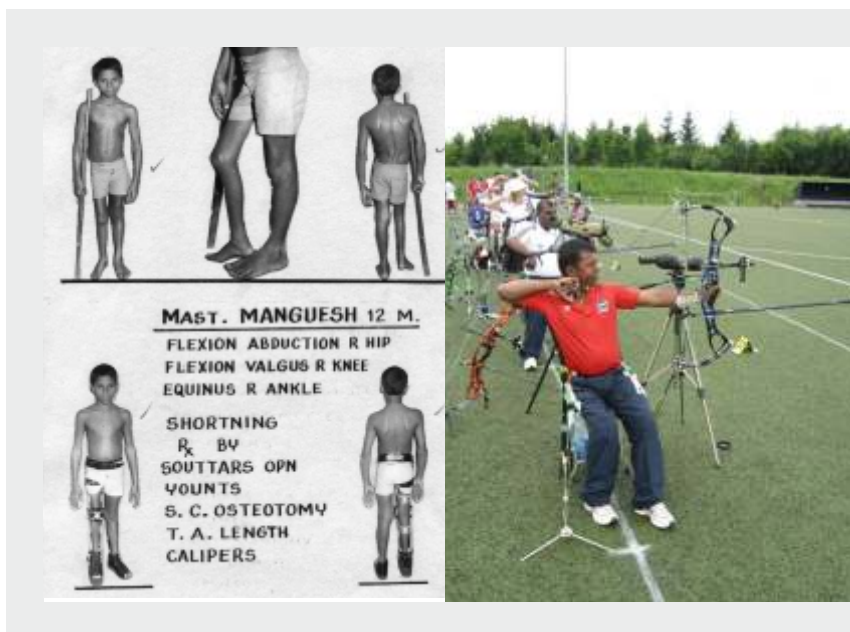 MAST. MANGUESH 12 M.
FLEXION ABDUCTION R HIP
FLEXION VALGUS R KNEE
EQUINUS R ANKLE
SHORTNING
Rx BY
SOUTTARS OPN
YOUNTS
S. C. OSTEOTOMY
T. A. LENGTH
CALIPERS